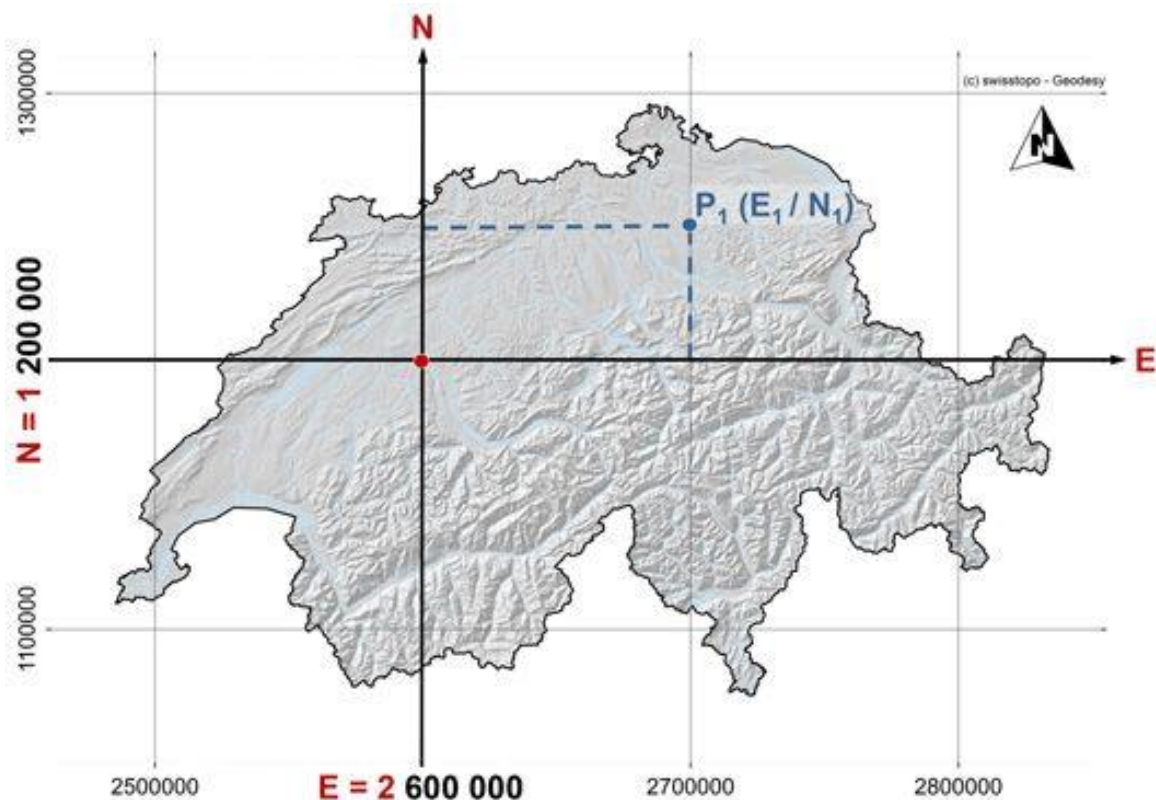 N
(c) swisstopo - Geodesy
1300000
N
P₁ (E₁ / N₁)
N = 1 200 000
E
1100000
2500000
E = 2 600 000
2700000
2800000